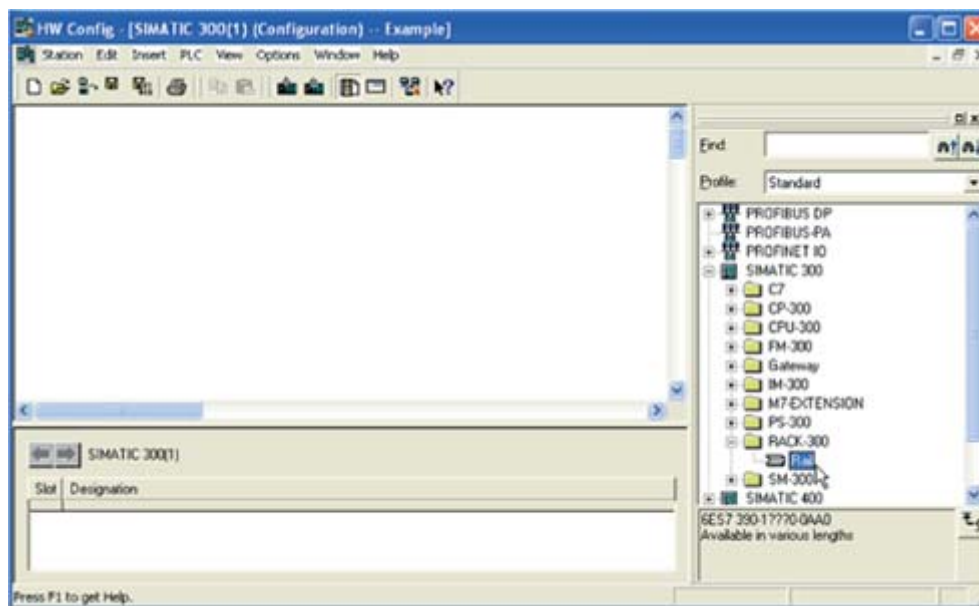 HW Config - [SIMATIC 300(1) (Configuration) -- Example]
Station Edit Insert PLC View Options Window Help
Find
Profile: Standard
PROFIBUS DP
PROFIBUS-PA
PROFINET IO
SIMATIC 300
C7
CP-300
CPU-300
FM-300
Gateway
IM-300
M7-EXTENSION
PS-300
RACK-300
Rail
SM-300
SIMATIC 400
6ES7 390-1???0-0AA0
Available in various lengths
SIMATIC 300(1)
Slot Designation
Press F1 to get Help.